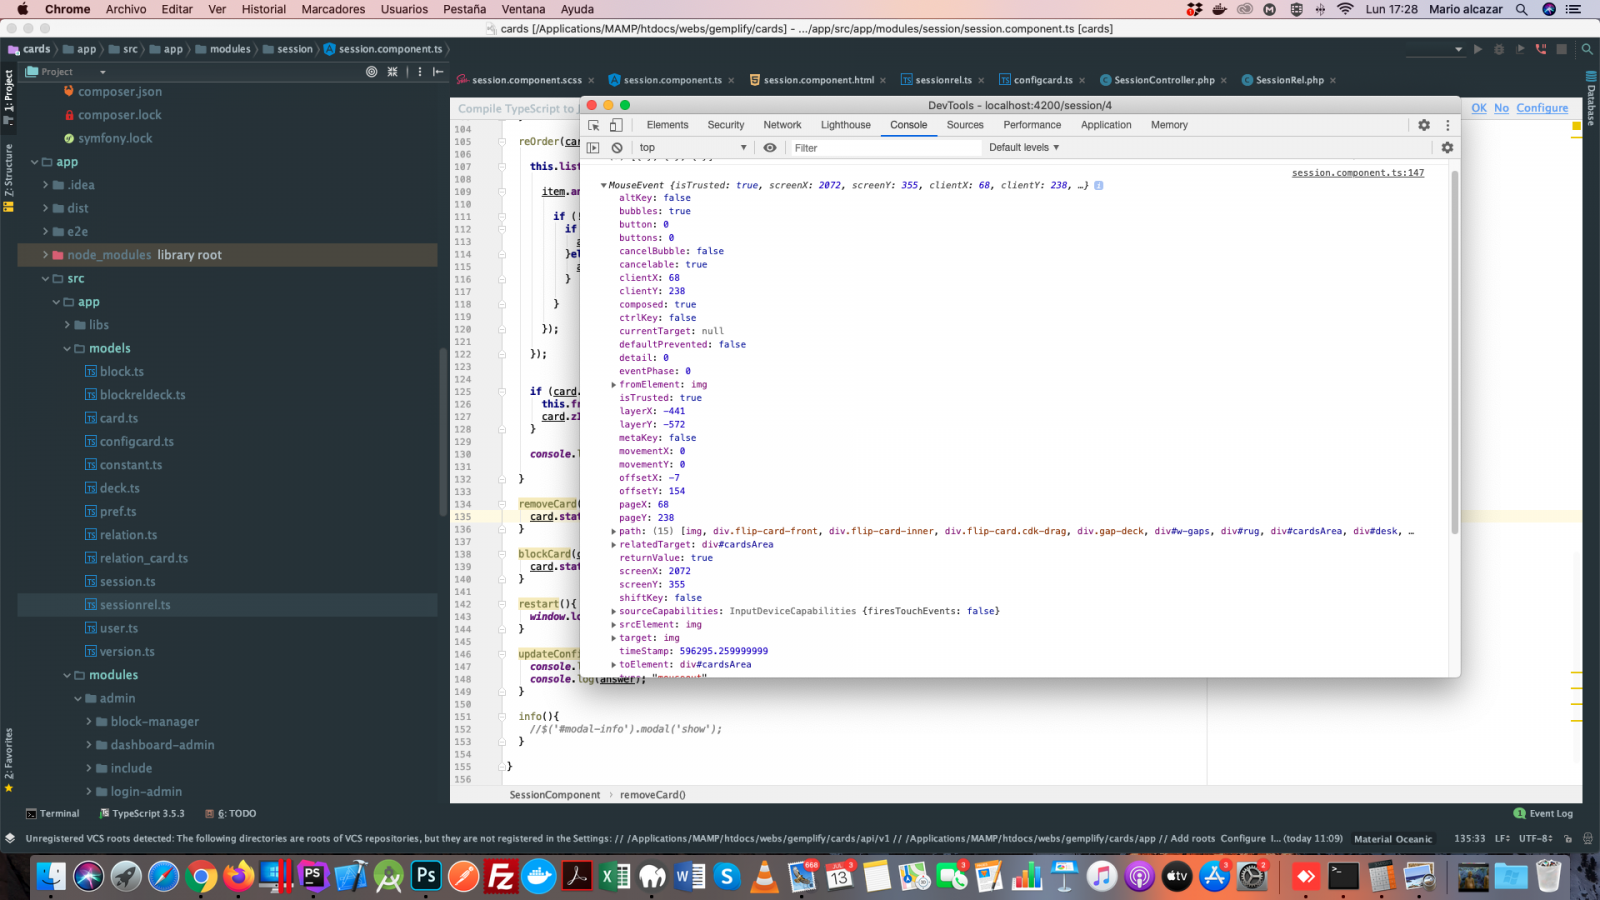 Chrome Archivo Editar Ver Historial Marcadores Usuarios Pestaña Ventana Ayuda
Lun 17:28 Mario alcazar
cards [/Applications/MAMP/htdocs/webs/gemplify/cards] - .../app/src/app/modules/session/session.component.ts [cards]
cards app src app modules session session.component.ts
1: Project
Z: Structure
2: Favorites
Database
Project
session.component.scss session.component.ts session.component.html sessionrel.ts configcard.ts SessionController.php SessionRel.php
composer.json
composer.lock
symfony.lock
app
.idea
dist
e2e
node_modules library root
src
app
libs
models
block.ts
blockreldeck.ts
card.ts
configcard.ts
constant.ts
deck.ts
pref.ts
relation.ts
relation_card.ts
session.ts
sessionrel.ts
user.ts
version.ts
modules
admin
block-manager
dashboard-admin
include
login-admin
Compile TypeScript to
OK No Configure
104
105 reOrder(car
106
107 this.list
108
109 item.ar
110
111 if (!
112 if
113 a
114 }el
115 a
116 }
117
118 }
119
120 });
121
122 });
123
124
125 if (card.
126 this.fr
127 card.zI
128 }
129
130 console.l
131
132 }
133
134 removeCard(
135 card.stat
136 }
137
138 blockCard(c
139 card.stat
140 }
141
142 restart(){
143 window.lo
144 }
145
146 updateConfi
147 console.l
148 console.log(answer);
149 }
150
151 info(){
152 //$('#modal-info').modal('show');
153 }
154
155 }
156
SessionComponent › removeCard()
DevTools - localhost:4200/session/4
Elements Security Network Lighthouse Console Sources Performance Application Memory
top Filter Default levels
session.component.ts:147
MouseEvent {isTrusted: true, screenX: 2072, screenY: 355, clientX: 68, clientY: 238, …}
altKey: false
bubbles: true
button: 0
buttons: 0
cancelBubble: false
cancelable: true
clientX: 68
clientY: 238
composed: true
ctrlKey: false
currentTarget: null
defaultPrevented: false
detail: 0
eventPhase: 0
fromElement: img
isTrusted: true
layerX: -441
layerY: -572
metaKey: false
movementX: 0
movementY: 0
offsetX: -7
offsetY: 154
pageX: 68
pageY: 238
path: (15) [img, div.flip-card-front, div.flip-card-inner, div.flip-card.cdk-drag, div.gap-deck, div#w-gaps, div#rug, div#cardsArea, div#desk, …
relatedTarget: div#cardsArea
returnValue: true
screenX: 2072
screenY: 355
shiftKey: false
sourceCapabilities: InputDeviceCapabilities {firesTouchEvents: false}
srcElement: img
target: img
timeStamp: 596295.259999999
toElement: div#cardsArea
type: "mouseout"
Terminal TypeScript 3.5.3 6: TODO
1 Event Log
Unregistered VCS roots detected: The following directories are roots of VCS repositories, but they are not registered in the Settings: // /Applications/MAMP/htdocs/webs/gemplify/cards/api/v1 // /Applications/MAMP/htdocs/webs/gemplify/cards/app // Add roots Configure I... (today 11:09) Material Oceanic 135:33 LF UTF-8
PS Ps Fz X W S 668 JUL 13 3 3 tv 3 2